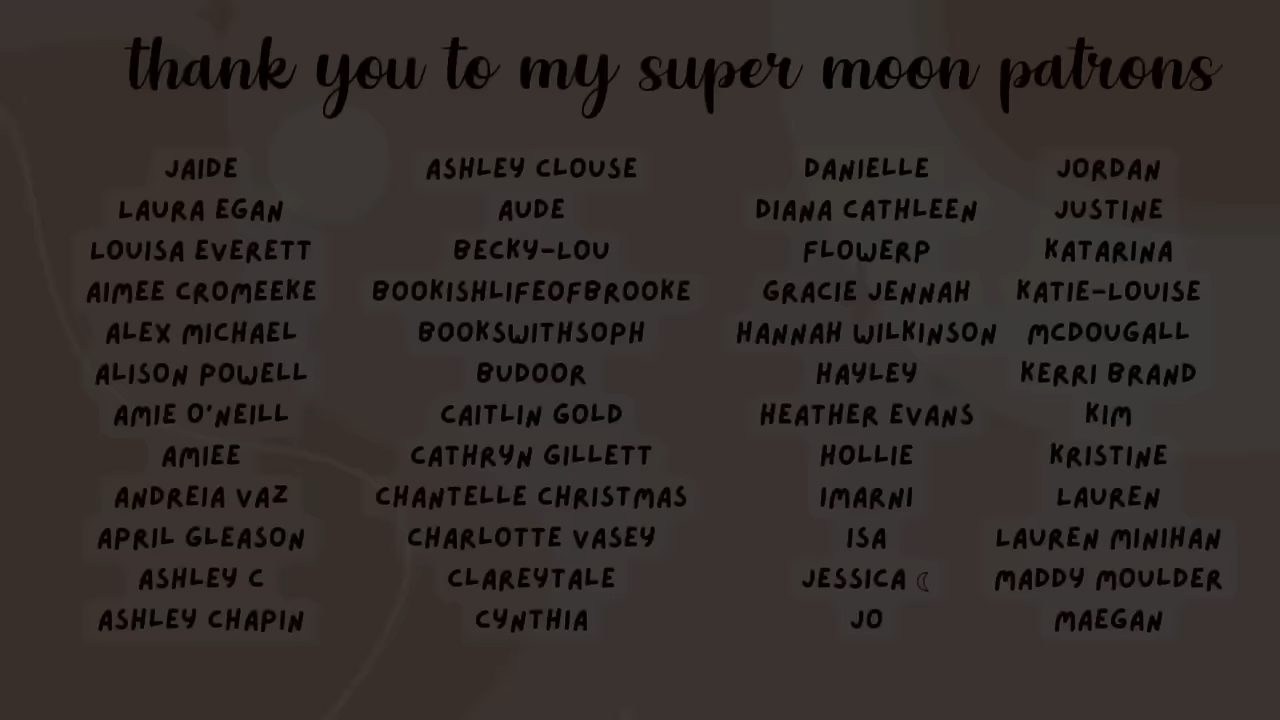 thank you to my super moon patrons
JAIDE
LAURA EGAN
LOUISA EVERETT
AIMEE CROMEEKE
ALEX MICHAEL
ALISON POWELL
AMIE O'NEILL
AMIEE
ANDREIA VAZ
APRIL GLEASON
ASHLEY C
ASHLEY CHAPIN
ASHLEY CLOUSE
AUDE
BECKY-LOU
BOOKISHLIFEOFBROOKE
BOOKSWITHSOPH
BUDOOR
CAITLIN GOLD
CATHRYN GILLETT
CHANTELLE CHRISTMAS
CHARLOTTE VASEY
CLAREYTALE
CYNTHIA
DANIELLE
DIANA CATHLEEN
FLOWERP
GRACIE JENNAH
HANNAH WILKINSON
HAYLEY
HEATHER EVANS
HOLLIE
IMARNI
ISA
JESSICA ☾
JO
JORDAN
JUSTINE
KATARINA
KATIE-LOUISE
MCDOUGALL
KERRI BRAND
KIM
KRISTINE
LAUREN
LAUREN MINIHAN
MADDY MOULDER
MAEGAN